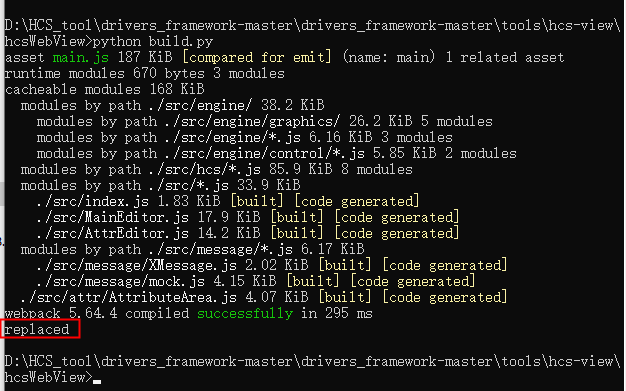 D:\HCS_tool\drivers_framework-master\drivers_framework-master\tools\hcs-view\
hcsWebView>python build.py
asset main.js 187 KiB [compared for emit] (name: main) 1 related asset
runtime modules 670 bytes 3 modules
cacheable modules 168 KiB
  modules by path ./src/engine/ 38.2 KiB
    modules by path ./src/engine/graphics/ 26.2 KiB 5 modules
    modules by path ./src/engine/*.js 6.16 KiB 3 modules
    modules by path ./src/engine/control/*.js 5.85 KiB 2 modules
  modules by path ./src/hcs/*.js 85.9 KiB 8 modules
  modules by path ./src/*.js 33.9 KiB
    ./src/index.js 1.83 KiB [built] [code generated]
    ./src/MainEditor.js 17.9 KiB [built] [code generated]
    ./src/AttrEditor.js 14.2 KiB [built] [code generated]
  modules by path ./src/message/*.js 6.17 KiB
    ./src/message/XMessage.js 2.02 KiB [built] [code generated]
    ./src/message/mock.js 4.15 KiB [built] [code generated]
  ./src/attr/AttributeArea.js 4.07 KiB [built] [code generated]
webpack 5.64.4 compiled successfully in 295 ms
replaced
D:\HCS_tool\drivers_framework-master\drivers_framework-master\tools\hcs-view\
hcsWebView>